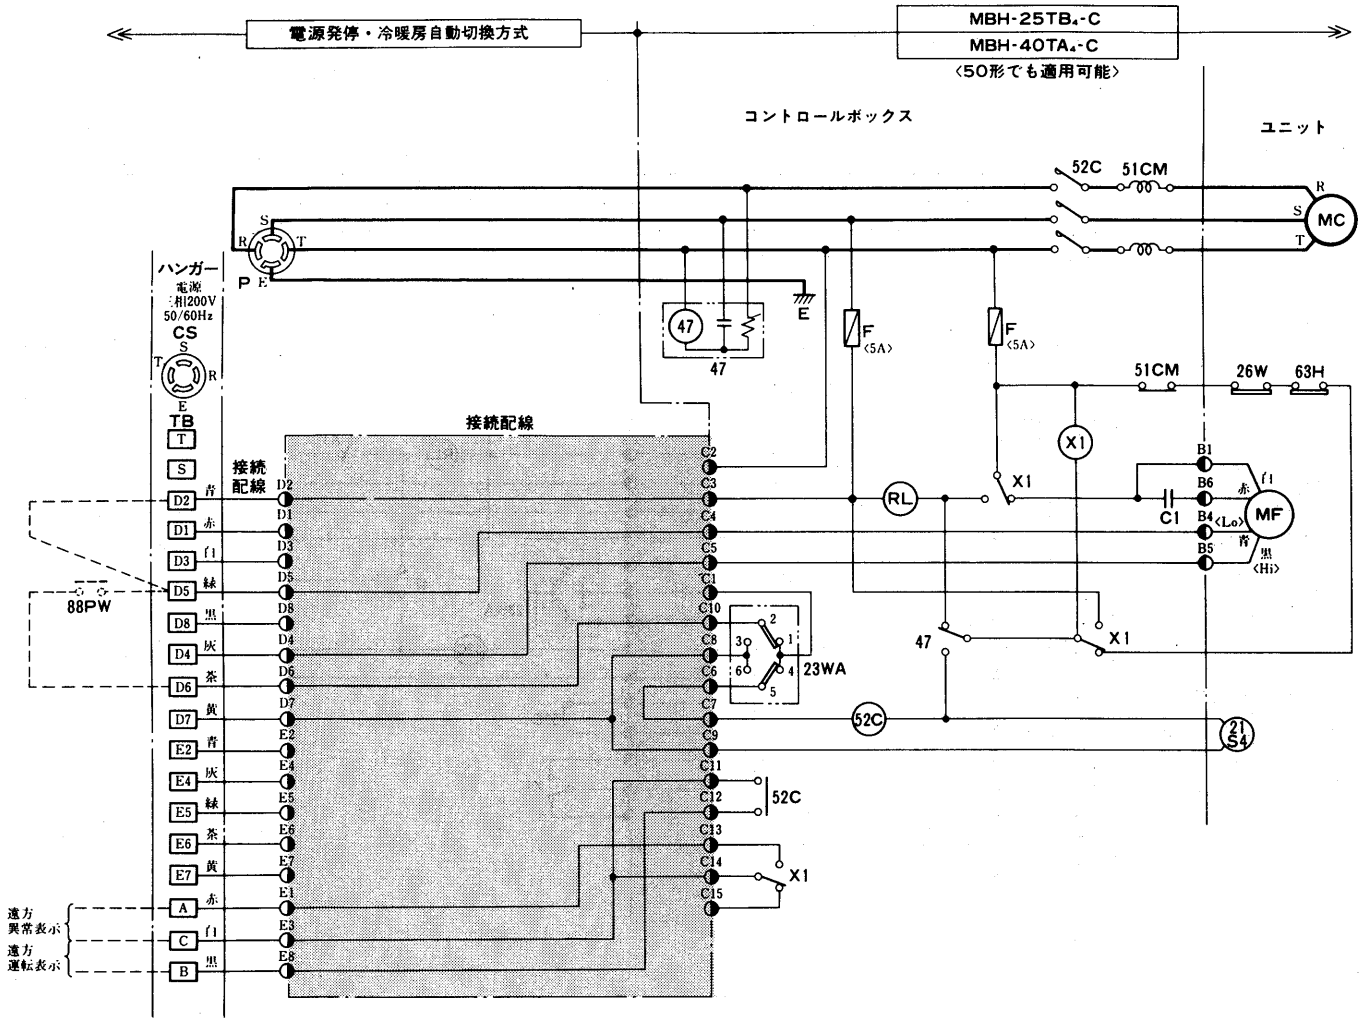 電源発停・冷暖房自動切換方式
MBH-25TB₄-C
MBH-40TA₄-C
〈50形でも適用可能〉
コントロールボックス
ユニット
52C
51CM
R
S
T
MC
S
R
T
P
E
E
ハンガー
電源
三相200V
50/60Hz
CS
S
T
R
E
TB
47
47
F
〈5A〉
F
〈5A〉
51CM
26W
63H
X1
接続配線
接続
配線
T
S
D2
青
D2
D1
赤
D1
D3
白
D3
D5
緑
D5
D8
黒
D8
D4
灰
D4
D6
茶
D6
D7
黄
D7
E2
青
E2
E4
灰
E4
E5
緑
E5
E6
茶
E6
E7
黄
E7
A
赤
E1
C
白
E3
B
黒
E8
88PW
遠方
異常表示
遠方
運転表示
C2
C3
C4
C5
C1
C10
C8
C6
C7
C9
C11
C12
C13
C14
C15
RL
X1
C1
B1
白
B6
赤
B4
〈Lo〉
青
B5
黒
〈Hi〉
MF
2
3
1
6
4
5
23WA
47
X1
52C
21
S4
52C
X1